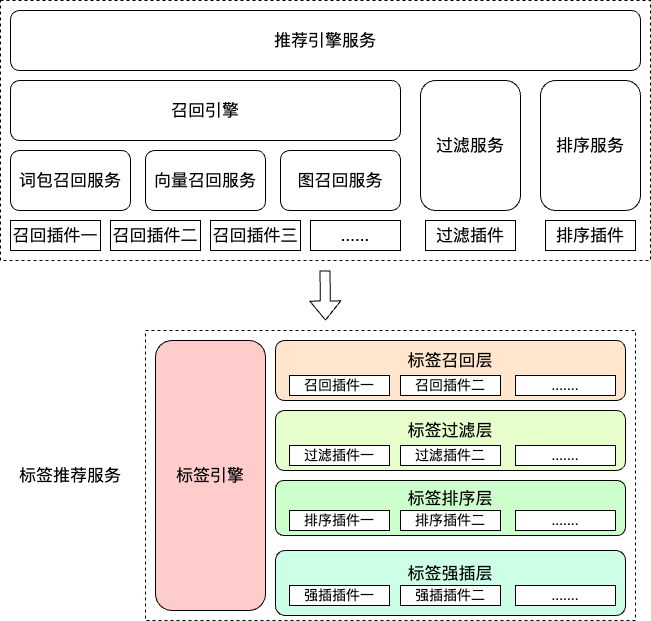 推荐引擎服务
召回引擎
过滤服务
排序服务
词包召回服务
向量召回服务
图召回服务
召回插件一
召回插件二
召回插件三
......
过滤插件
排序插件
标签推荐服务
标签引擎
标签召回层
召回插件一
召回插件二
.......
标签过滤层
过滤插件一
过滤插件二
.......
标签排序层
排序插件一
排序插件二
.......
标签强插层
强插插件一
强插插件二
.......